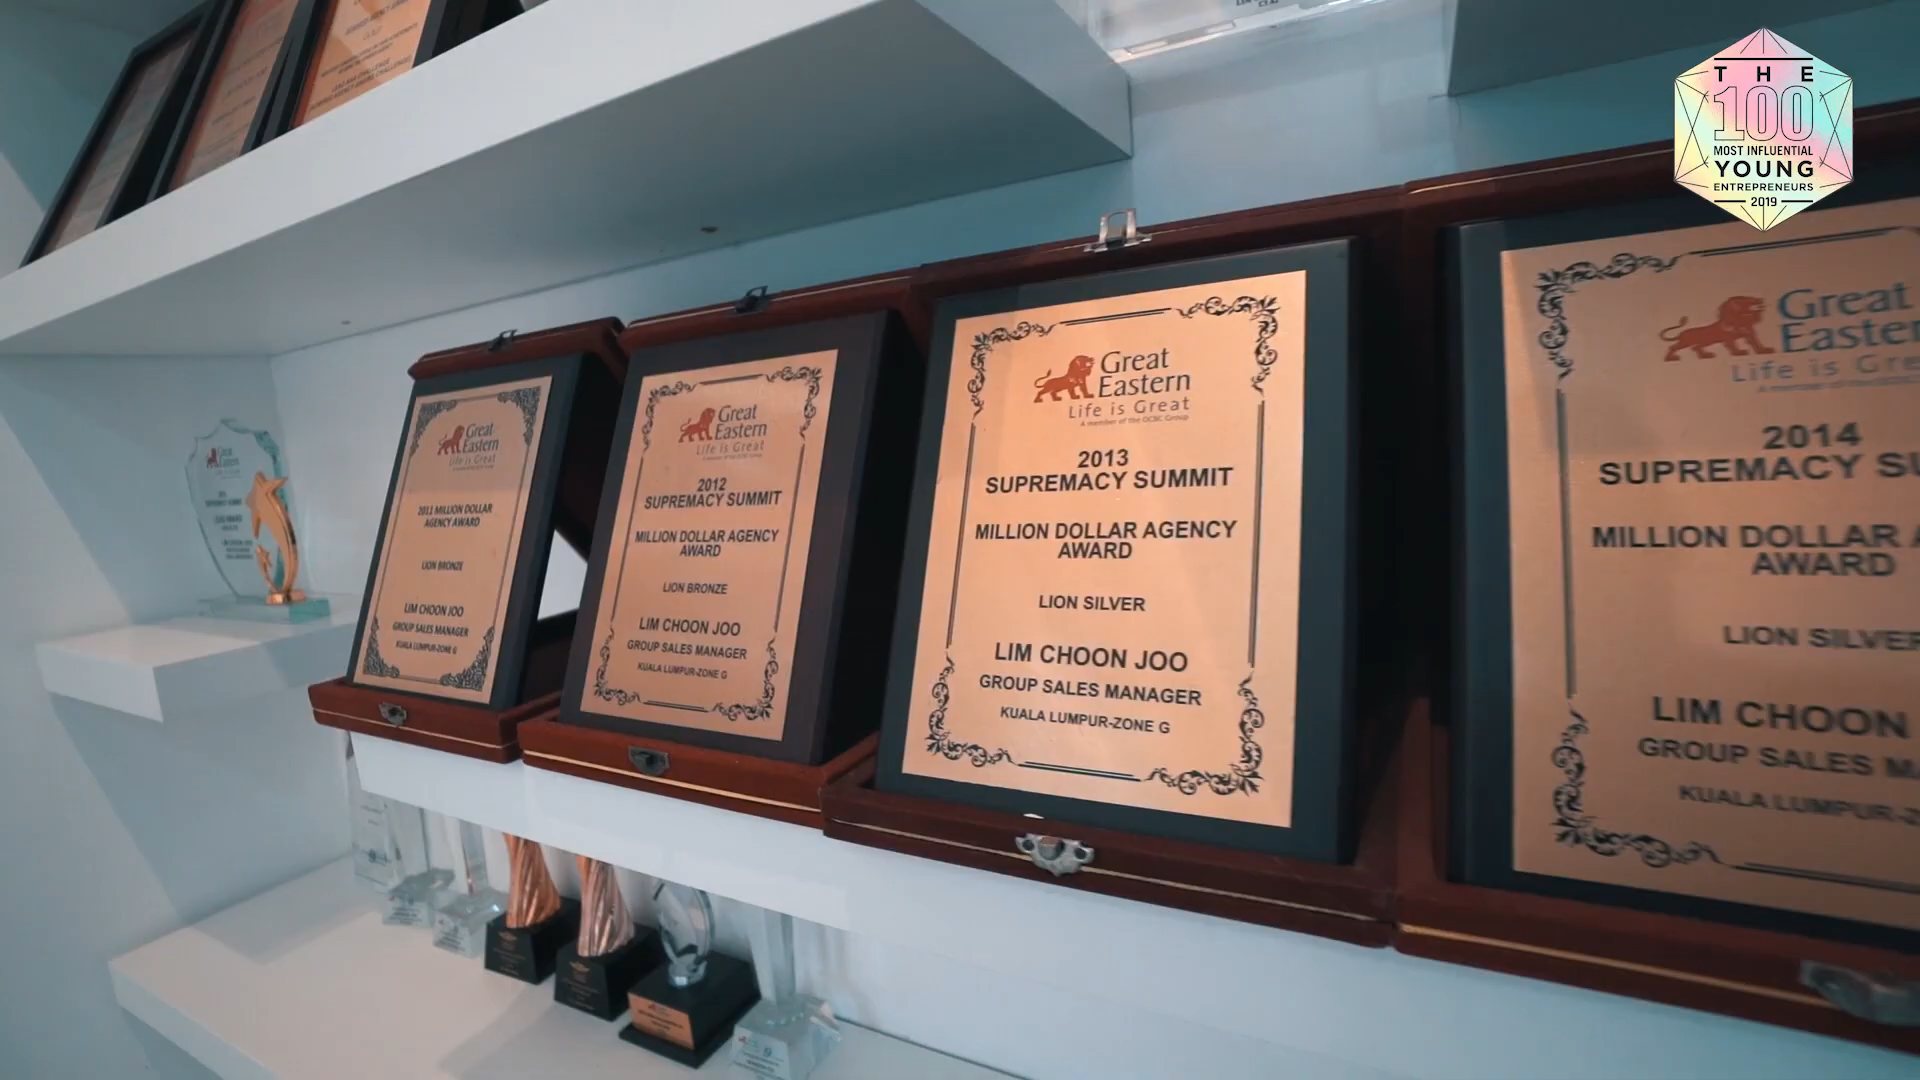 THE
100
MOST INFLUENTIAL
YOUNG
ENTREPRENEURS
2019
Great
Eastern
Life is Great
2011 MILLION DOLLAR
AGENCY AWARD
LION BRONZE
LIM CHOON JOO
GROUP SALES MANAGER
KUALA LUMPUR-ZONE G
Great
Eastern
Life is Great
2012
SUPREMACY SUMMIT
MILLION DOLLAR AGENCY
AWARD
LION BRONZE
LIM CHOON JOO
GROUP SALES MANAGER
KUALA LUMPUR-ZONE G
Great
Eastern
Life is Great
A member of the OCBC Group
2013
SUPREMACY SUMMIT
MILLION DOLLAR AGENCY
AWARD
LION SILVER
LIM CHOON JOO
GROUP SALES MANAGER
KUALA LUMPUR-ZONE G
Great
Eastern
Life is Gre
2014
SUPREMACY SU
MILLION DOLLAR A
AWARD
LION SILVER
LIM CHOON
GROUP SALES MA
KUALA LUMPUR-Z
Great
Eastern